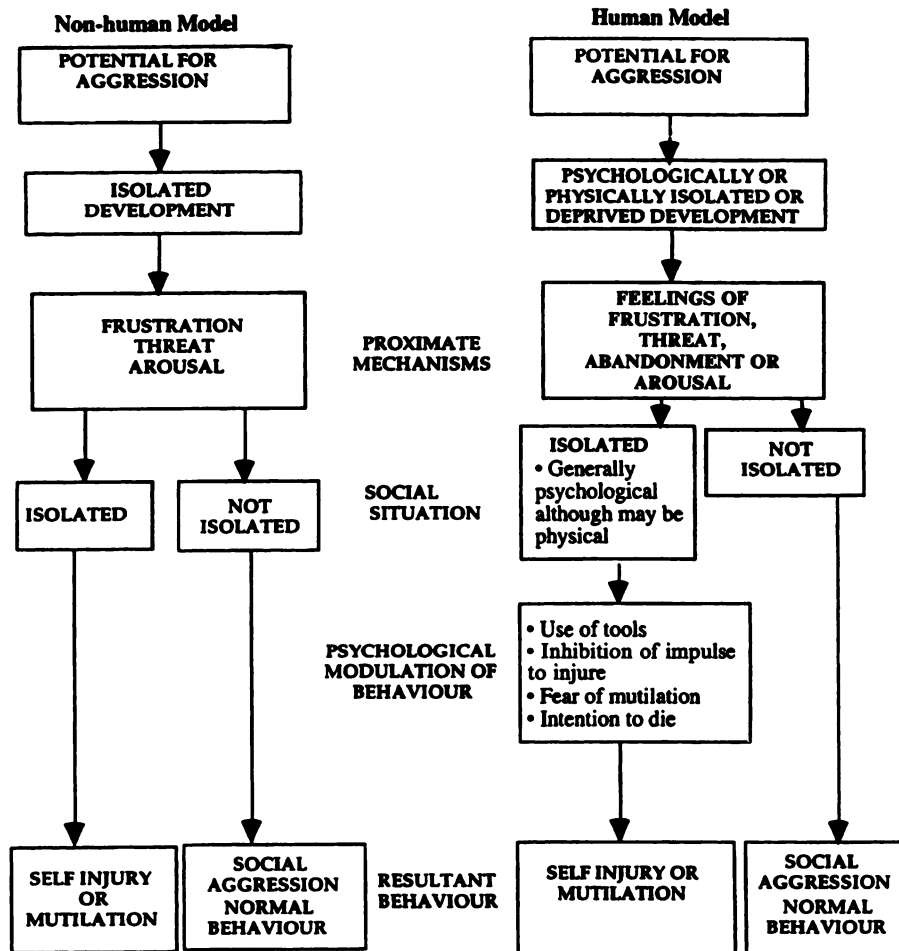 Non-human Model
POTENTIAL FOR
AGGRESSION
ISOLATED
DEVELOPMENT
FRUSTRATION
THREAT
AROUSAL
ISOLATED
NOT
ISOLATED
SELF INJURY
OR
MUTILATION
SOCIAL
AGGRESSION
NORMAL
BEHAVIOUR
PROXIMATE
MECHANISMS
SOCIAL
SITUATION
PSYCHOLOGICAL
MODULATION OF
BEHAVIOUR
RESULTANT
BEHAVIOUR
Human Model
POTENTIAL FOR
AGGRESSION
PSYCHOLOGICALLY OR
PHYSICALLY ISOLATED OR
DEPRIVED DEVELOPMENT
FEELINGS OF
FRUSTRATION,
THREAT,
ABANDONMENT OR
AROUSAL
ISOLATED
• Generally
psychological
although may be
physical
NOT
ISOLATED
• Use of tools
• Inhibition of impulse
to injure
• Fear of mutilation
• Intention to die
SELF INJURY OR
MUTILATION
SOCIAL
AGGRESSION
NORMAL
BEHAVIOUR